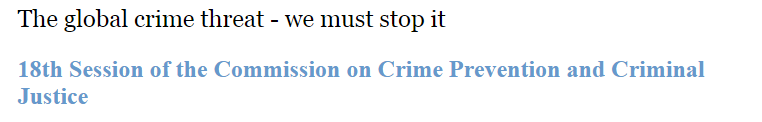 The global crime threat - we must stop it
18th Session of the Commission on Crime Prevention and Criminal
Justice